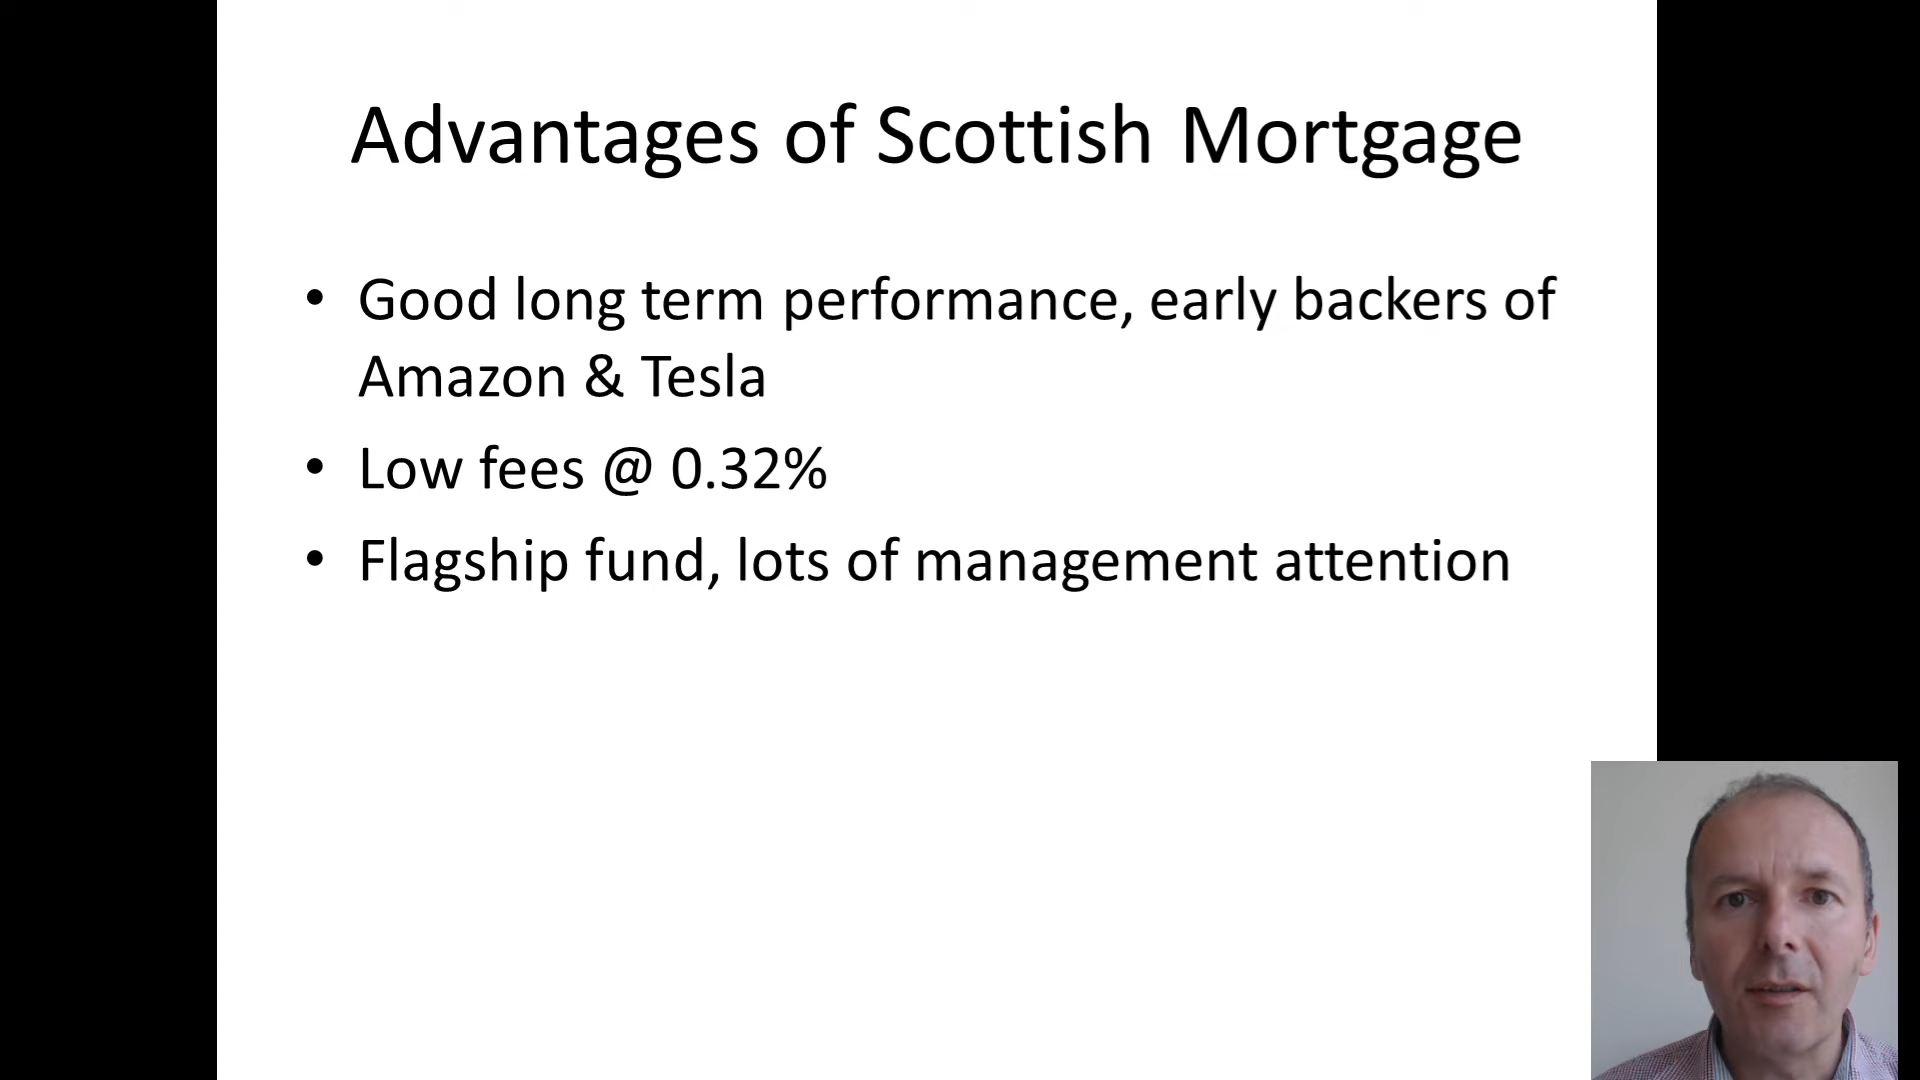 Advantages of Scottish Mortgage
• Good long term performance, early backers of
Amazon & Tesla
• Low fees @ 0.32%
• Flagship fund, lots of management attention